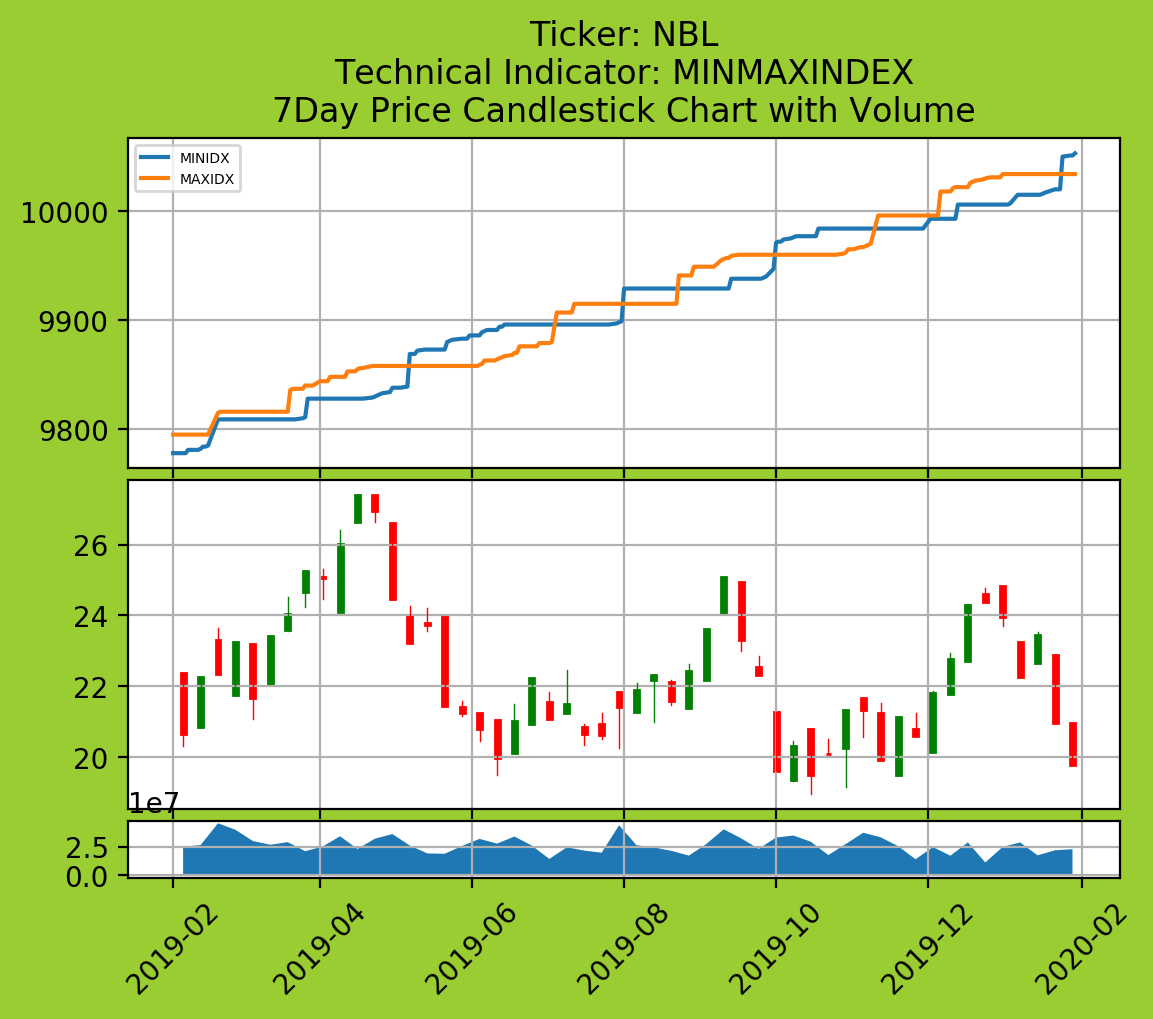 Ticker: NBL
Technical Indicator: MINMAXINDEX
7Day Price Candlestick Chart with Volume
MINIDX
MAXIDX
10000
9900
9800
26
24
22
20
1e7
2.5
0.0
2019-02
2019-04
2019-06
2019-08
2019-10
2019-12
2020-02